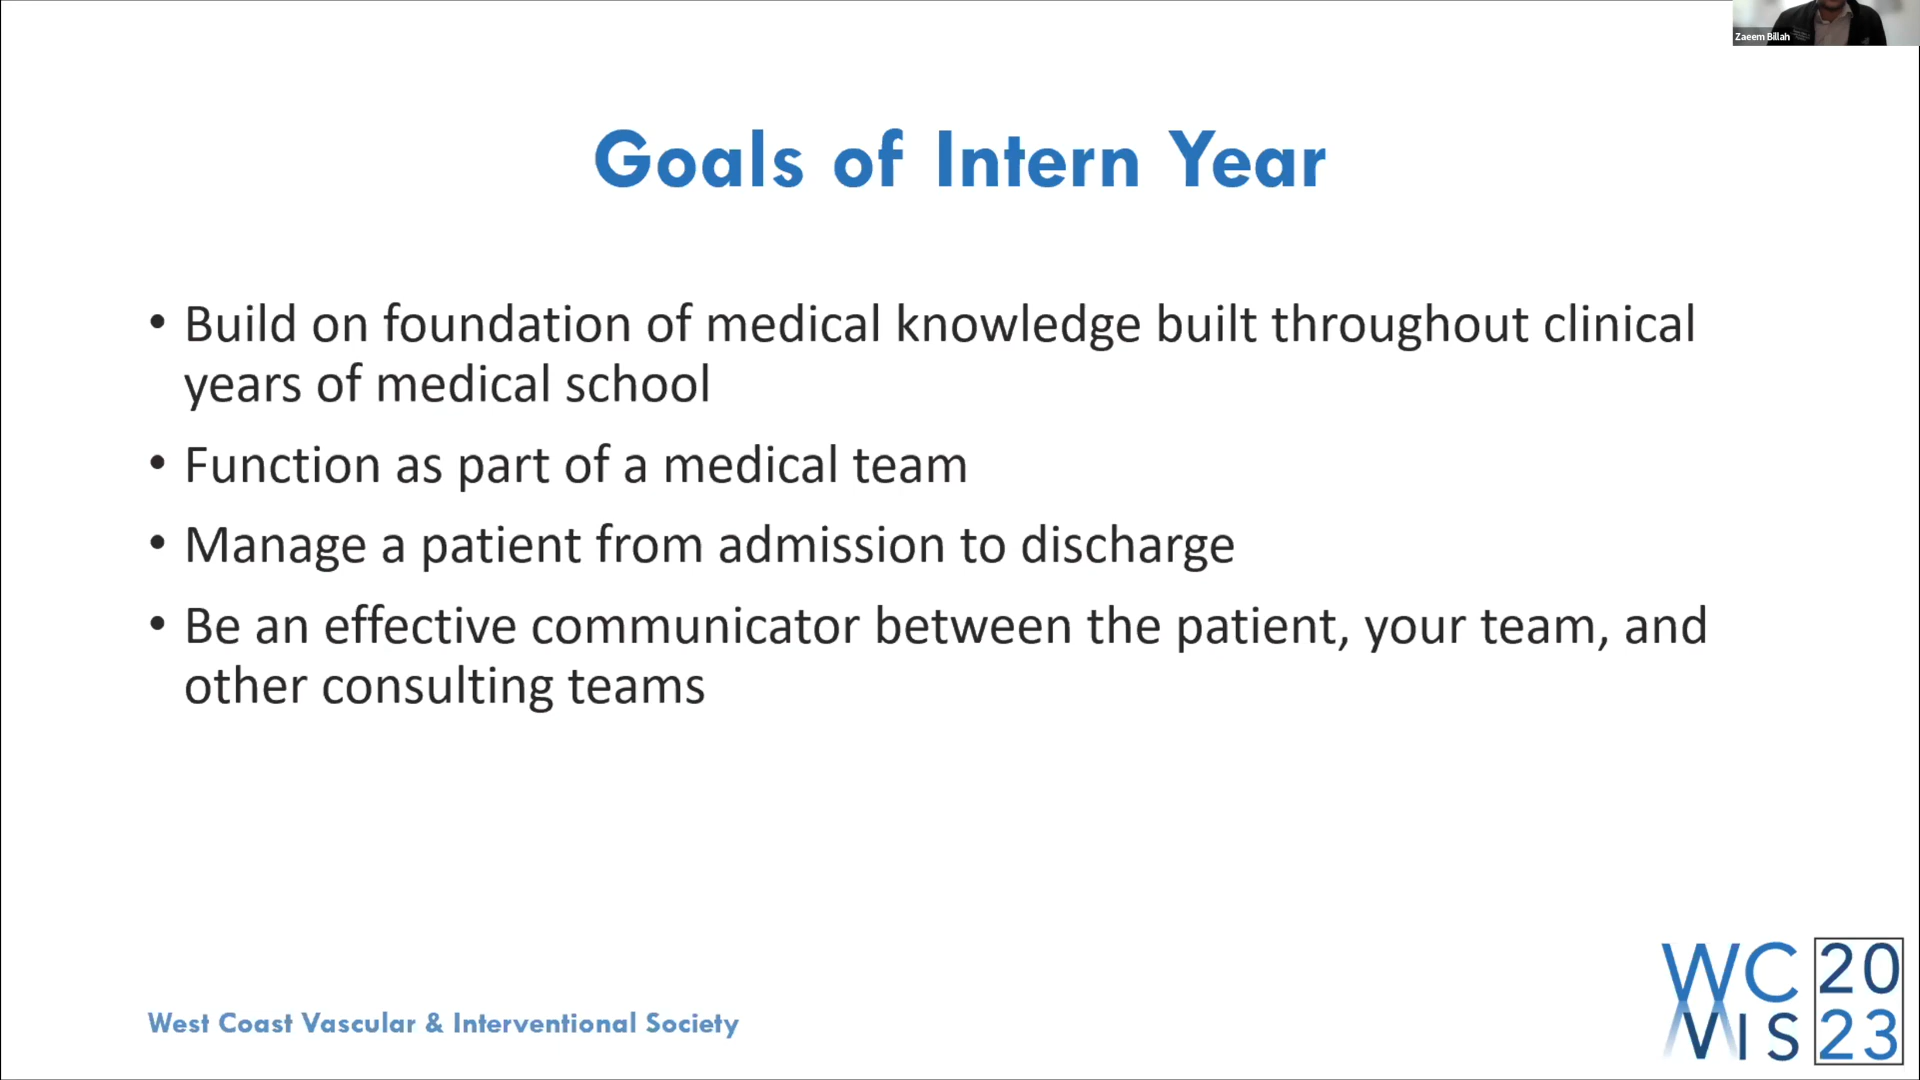 Zaeem Billah
Goals of Intern Year
• Build on foundation of medical knowledge built throughout clinical
years of medical school
• Function as part of a medical team
• Manage a patient from admission to discharge
• Be an effective communicator between the patient, your team, and
other consulting teams
West Coast Vascular & Interventional Society
WC 20
VIS 23